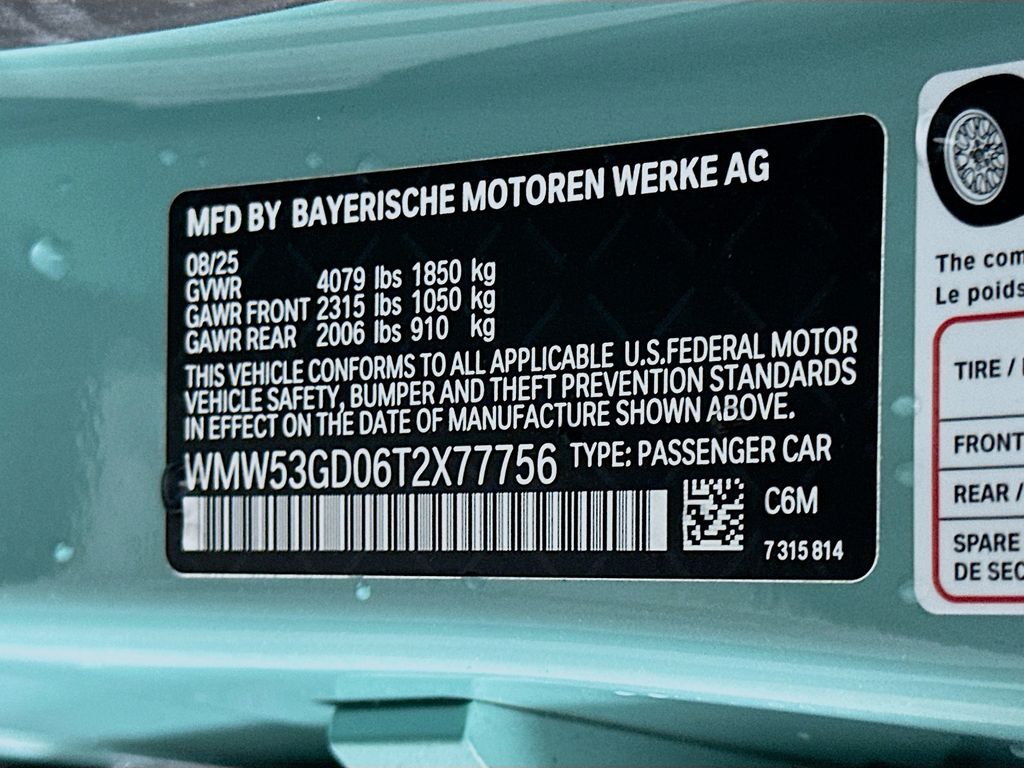 MFD BY BAYERISCHE MOTOREN WERKE AG
08/25
GVWR 4079 lbs 1850 kg
GAWR FRONT 2315 lbs 1050 kg
GAWR REAR 2006 lbs 910 kg
THIS VEHICLE CONFORMS TO ALL APPLICABLE U.S.FEDERAL MOTOR
VEHICLE SAFETY, BUMPER AND THEFT PREVENTION STANDARDS
IN EFFECT ON THE DATE OF MANUFACTURE SHOWN ABOVE.
WMW53GD06T2X77756 TYPE: PASSENGER CAR
C6M
7 315 814
The com
Le poids
TIRE /
FRONT
REAR /
SPARE
DE SEC